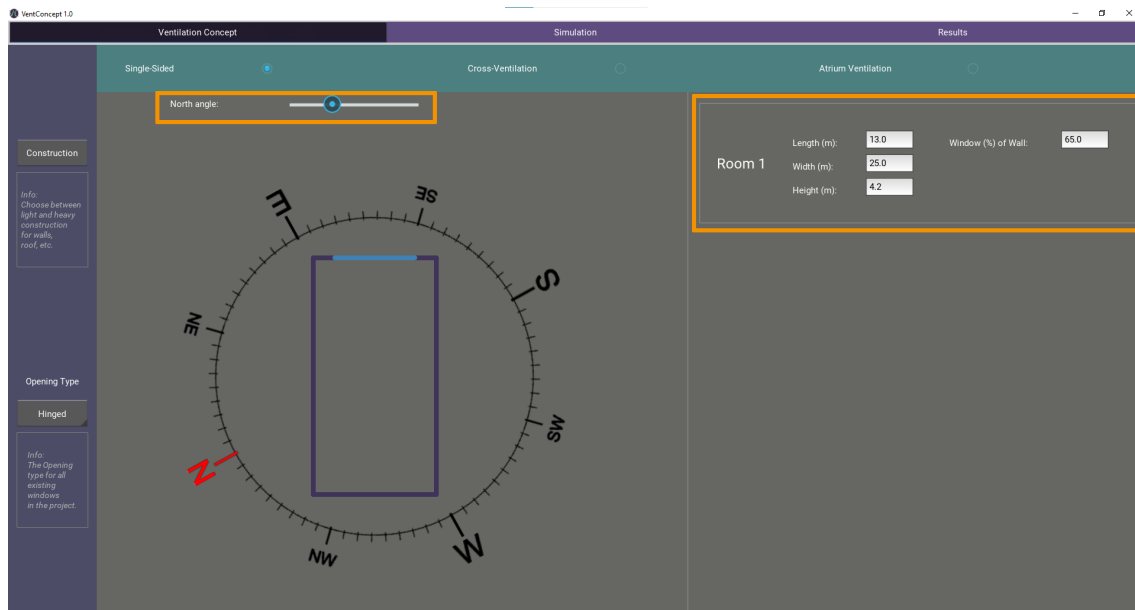 VentConcept 1.0
Ventilation Concept
Simulation
Results
Single-Sided
Cross-Ventilation
Atrium Ventilation
North angle:
Construction
Info:
Choose between
light and heavy
construction
for walls,
roof, etc.
Opening Type
Hinged
Info:
The Opening
type for all
existing
windows
in the project.
E
SE
S
NE
SW
N
W
NW
Room 1
Length (m):
13.0
Width (m):
25.0
Height (m):
4.2
Window (%) of Wall:
65.0